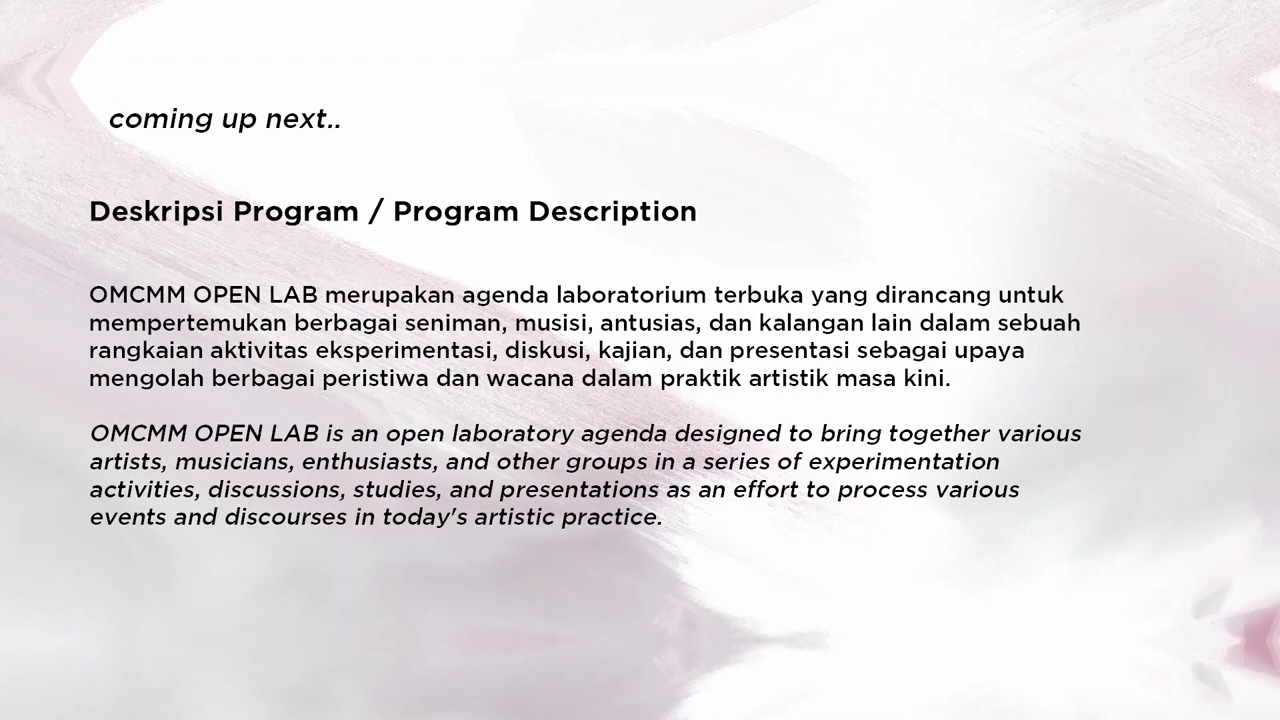 coming up next..
Deskripsi Program / Program Description
OMCMM OPEN LAB merupakan agenda laboratorium terbuka yang dirancang untuk
mempertemukan berbagai seniman, musisi, antusias, dan kalangan lain dalam sebuah
rangkaian aktivitas eksperimentasi, diskusi, kajian, dan presentasi sebagai upaya
mengolah berbagai peristiwa dan wacana dalam praktik artistik masa kini.
OMCMM OPEN LAB is an open laboratory agenda designed to bring together various
artists, musicians, enthusiasts, and other groups in a series of experimentation
activities, discussions, studies, and presentations as an effort to process various
events and discourses in today's artistic practice.